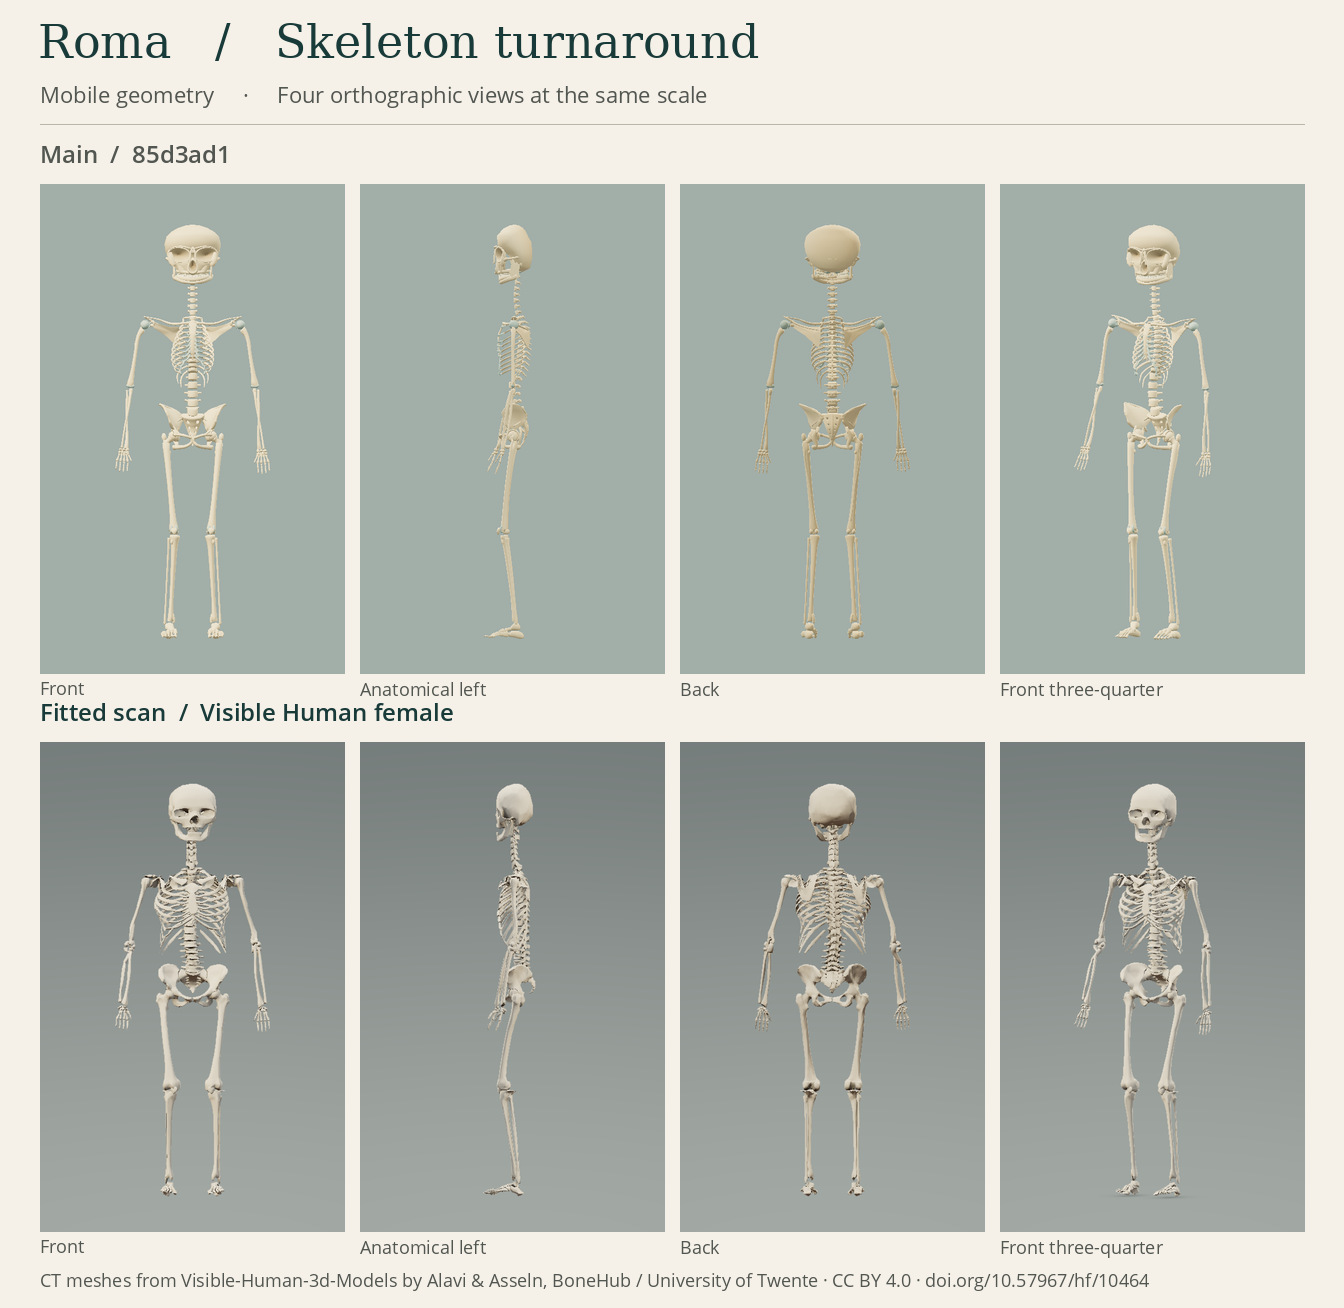 Roma / Skeleton turnaround
Mobile geometry · Four orthographic views at the same scale
Main / 85d3ad1
Front
Anatomical left
Back
Front three-quarter
Fitted scan / Visible Human female
Front
Anatomical left
Back
Front three-quarter
CT meshes from Visible-Human-3d-Models by Alavi & Asseln, BoneHub / University of Twente · CC BY 4.0 · doi.org/10.57967/hf/10464